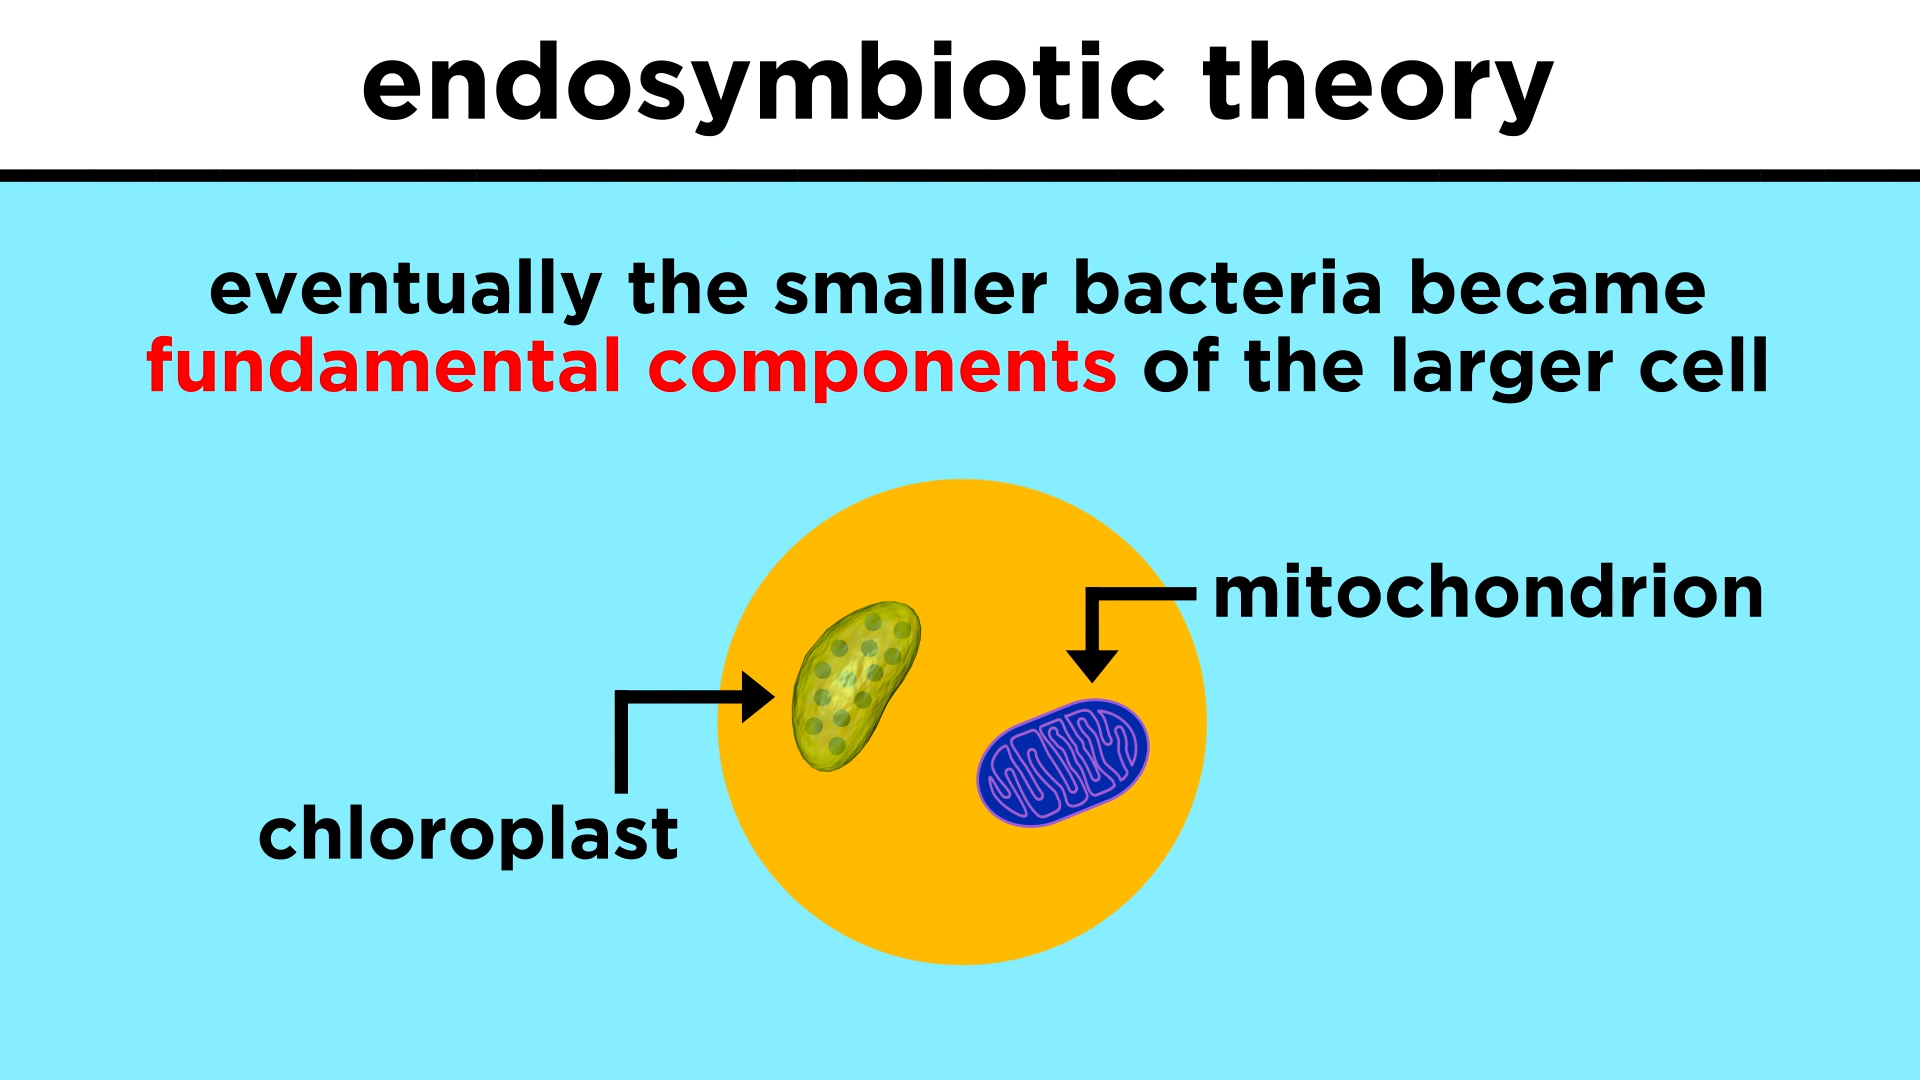 endosymbiotic theory
eventually the smaller bacteria became
fundamental components of the larger cell
mitochondrion
chloroplast